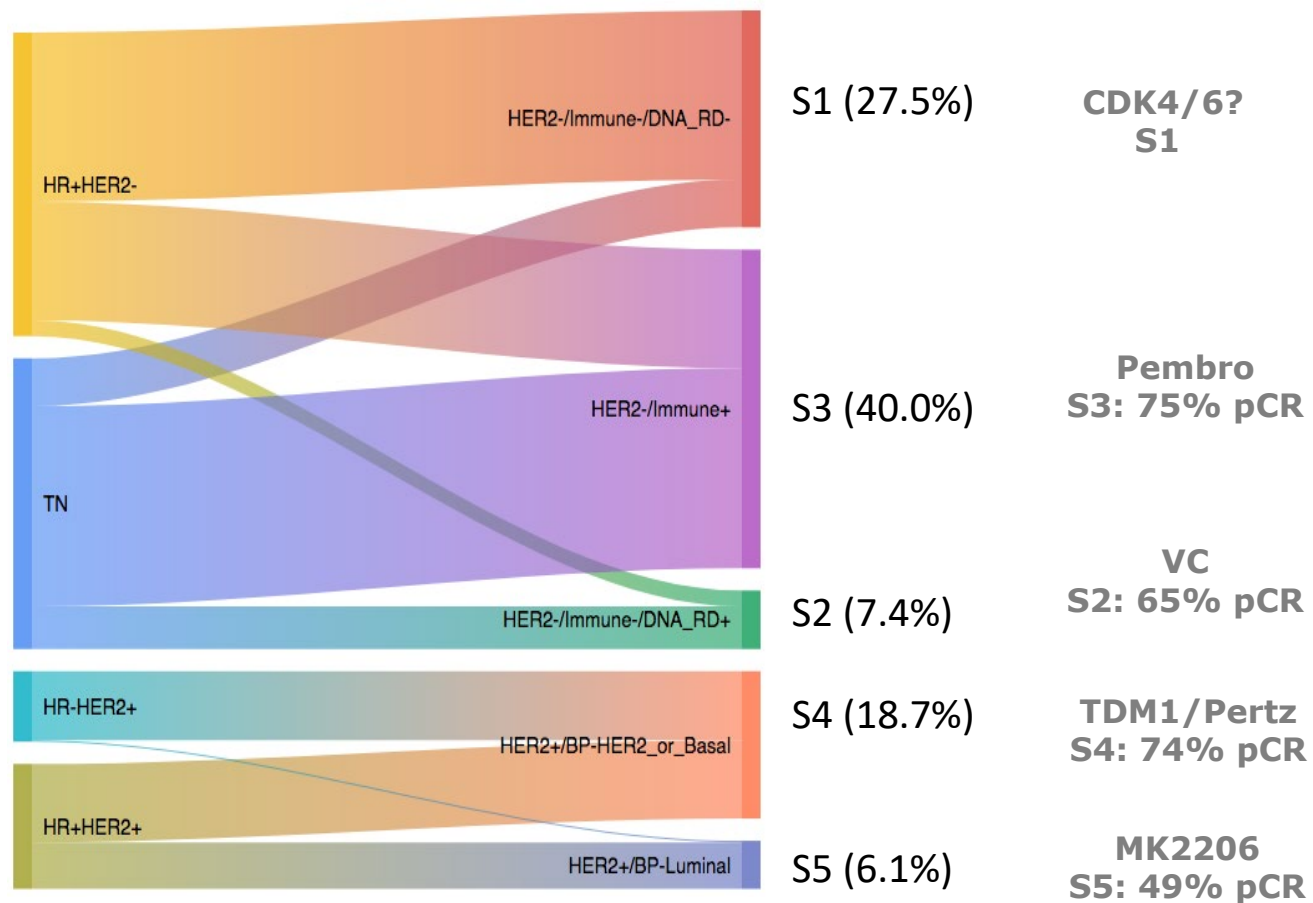 HER2-/Immune-/DNA_RD-
S1 (27.5%)
CDK4/6?
S1
HR+HER2-
HER2-/Immune+
S3 (40.0%)
Pembro
S3: 75% pCR
TN
HER2-/Immune-/DNA_RD+
S2 (7.4%)
VC
S2: 65% pCR
HR-HER2+
HER2+/BP-HER2_or_Basal
S4 (18.7%)
TDM1/Pertz
S4: 74% pCR
HR+HER2+
HER2+/BP-Luminal
S5 (6.1%)
MK2206
S5: 49% pCR